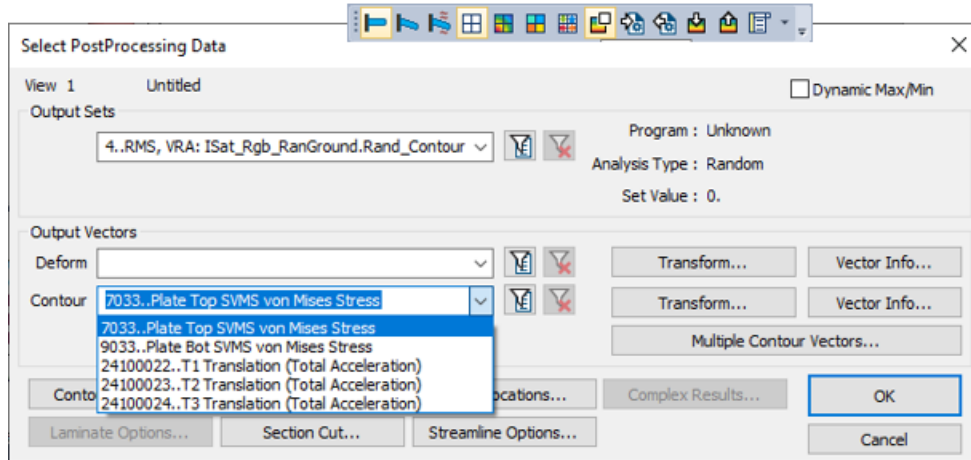 Select PostProcessing Data
View 1 Untitled
Dynamic Max/Min
Output Sets
4..RMS, VRA: ISat_Rgb_RanGround.Rand_Contour
Program : Unknown
Analysis Type : Random
Set Value : 0.
Output Vectors
Deform
Transform...
Vector Info...
Contour
7033..Plate Top SVMS von Mises Stress
Transform...
Vector Info...
7033..Plate Top SVMS von Mises Stress
9033..Plate Bot SVMS von Mises Stress
24100022..T1 Translation (Total Acceleration)
24100023..T2 Translation (Total Acceleration)
24100024..T3 Translation (Total Acceleration)
Multiple Contour Vectors...
Complex Results...
OK
Laminate Options...
Section Cut...
Streamline Options...
Cancel